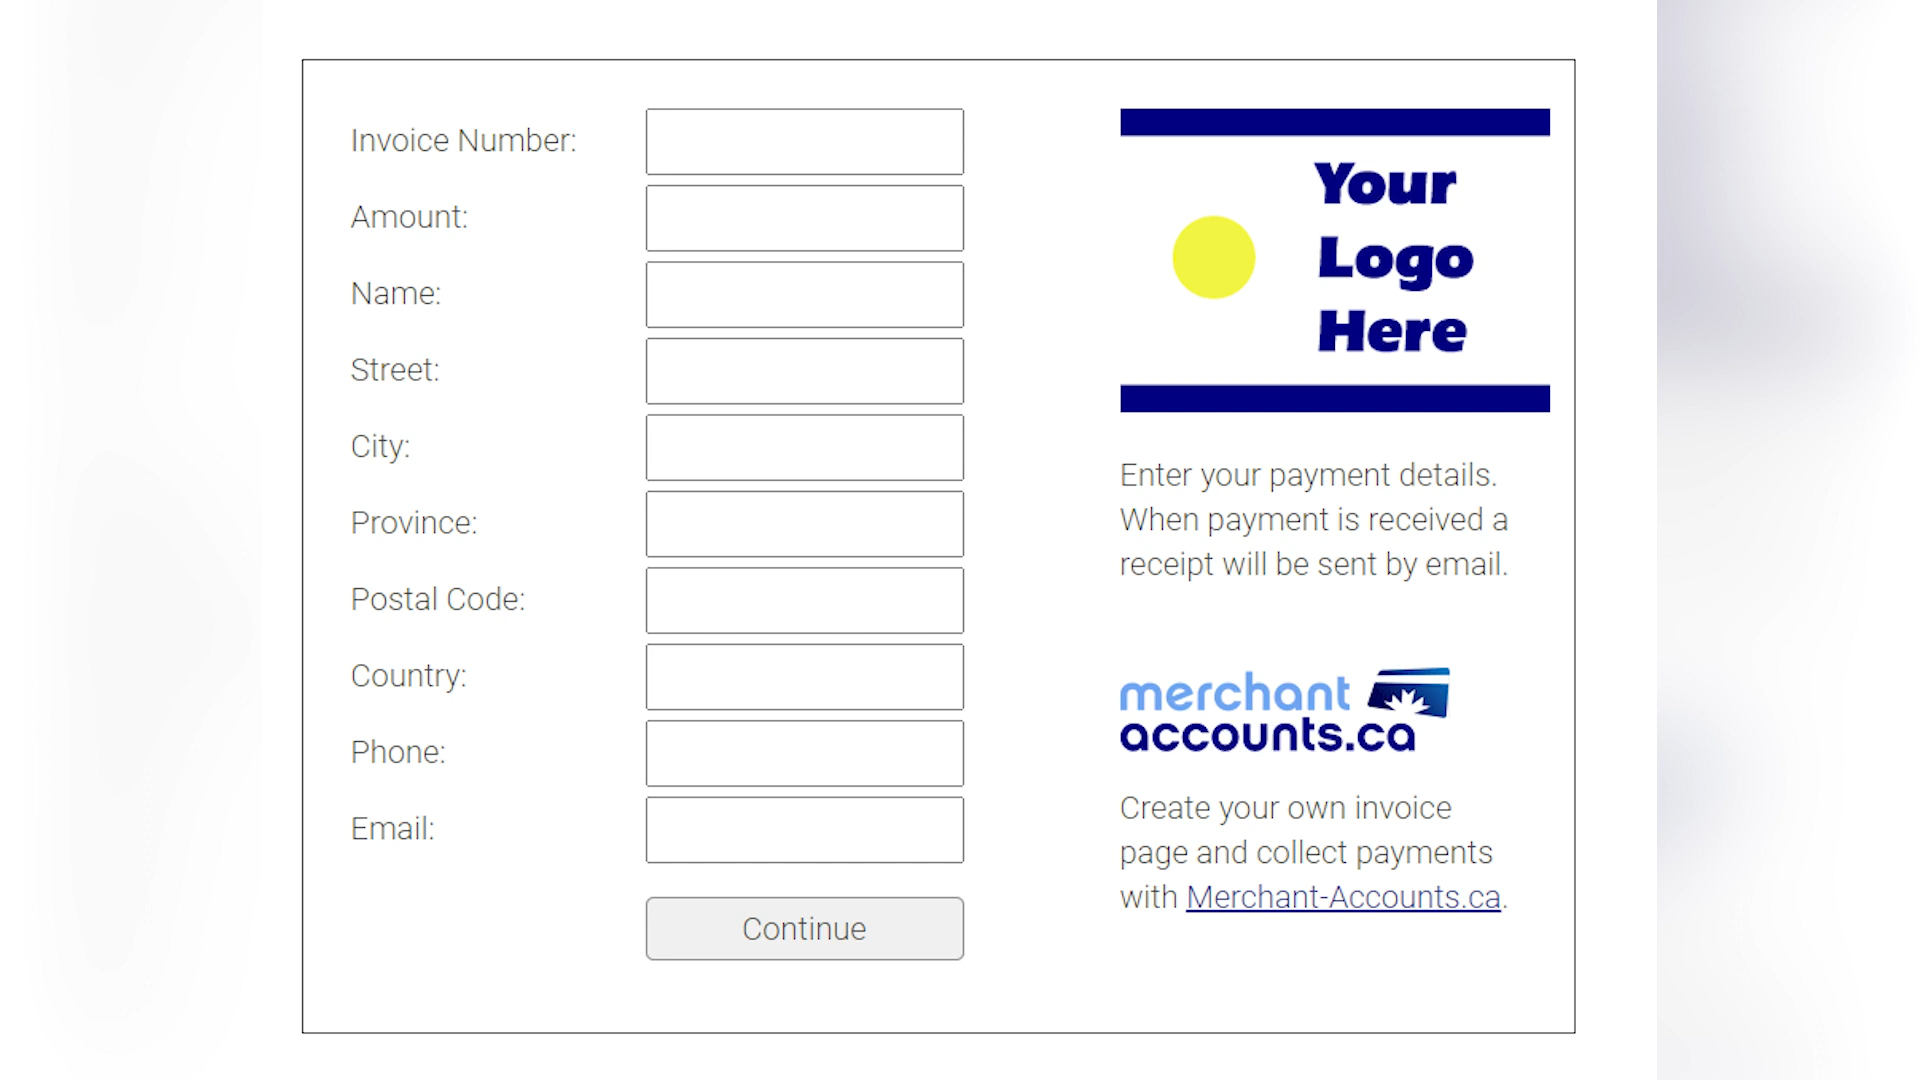 Invoice Number:
Amount:
Name:
Street:
City:
Province:
Postal Code:
Country:
Phone:
Email:
Continue
Your
Logo
Here
Enter your payment details.
When payment is received a
receipt will be sent by email.
merchant
accounts.ca
Create your own invoice
page and collect payments
with Merchant-Accounts.ca.